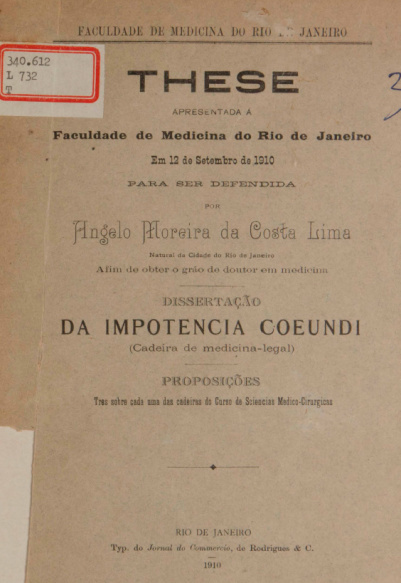 FACULDADE DE MEDICINA DO RIO DE JANEIRO
340.612
L 732
T
THESE
APRESENTADA Á
Faculdade de Medicina do Rio de Janeiro
Em 12 de Setembro de 1910
PARA SER DEFENDIDA
POR
Angelo Moreira da Costa Lima
Natural da Cidade do Rio de Janeiro
Afim de obter o gráo de doutor em medicina
DISSERTAÇÃO
DA IMPOTENCIA COEUNDI
(Cadeira de medicina-legal)
PROPOSIÇÕES
Tres sobre cada uma das cadeiras do Curso de Sciencias Medico-Cirurgicas
RIO DE JANEIRO
Typ. do Jornal do Commercio, de Rodrigues & C.
1910